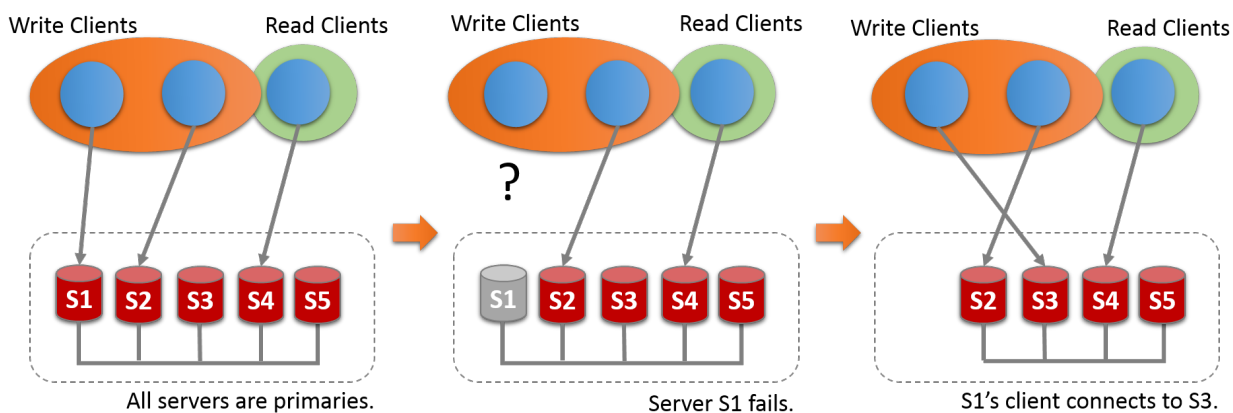 Write Clients
Read Clients
S1
S2
S3
S4
S5
All servers are primaries.
Write Clients
Read Clients
?
S1
S2
S3
S4
S5
Server S1 fails.
Write Clients
Read Clients
S2
S3
S4
S5
S1's client connects to S3.